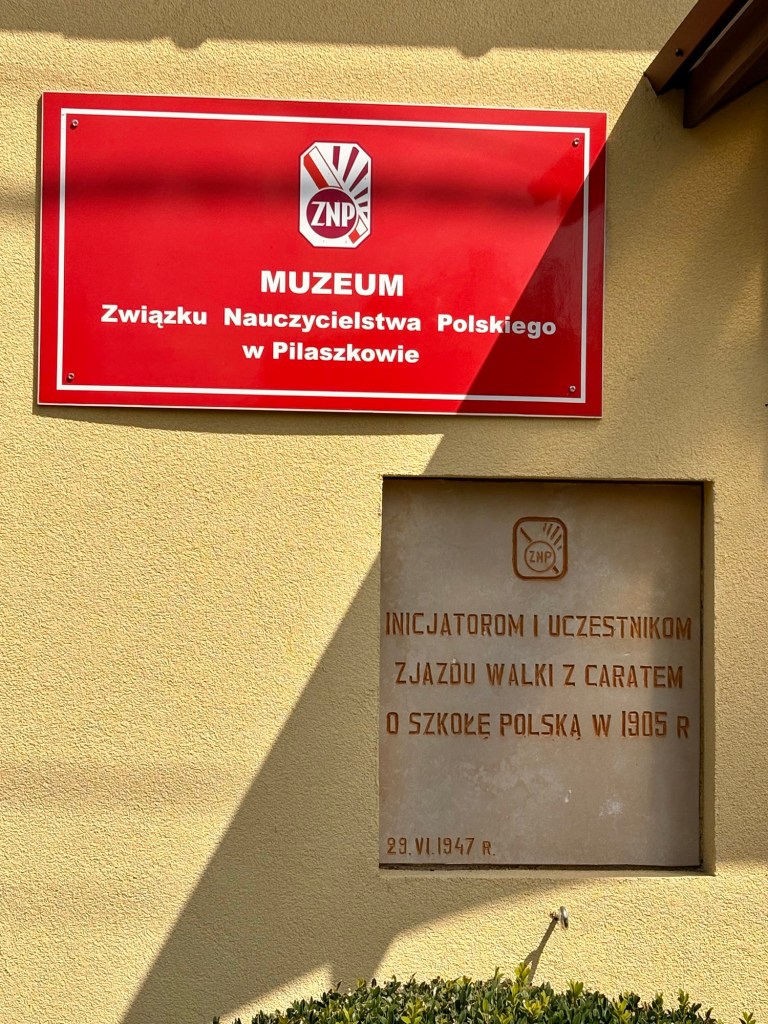 ZNP
MUZEUM
Związku Nauczycielstwa Polskiego
w Pilaszkowie
ZNP
INICJATOROM I UCZESTNIKOM
ZJAZDU WALKI Z CARATEM
O SZKOŁĘ POLSKĄ W 1905 R
29.VI.1947 R.